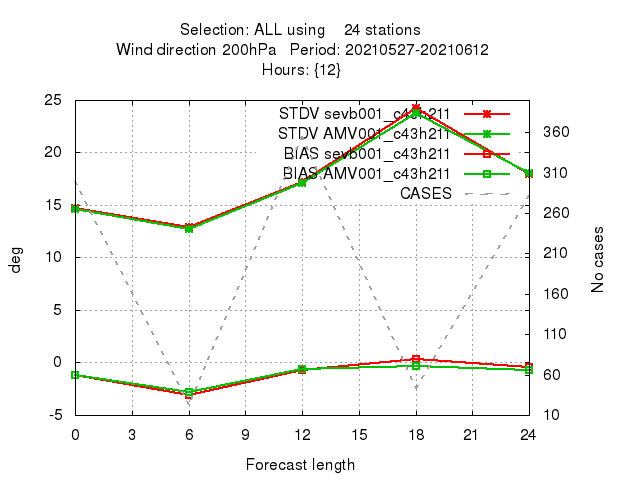 Selection: ALL using 24 stations
Wind direction 200hPa Period: 20210527-20210612
Hours: {12}
STDV sevb001_c43h211
STDV AMV001_c43h211
BIAS sevb001_c43h211
BIAS AMV001_c43h211
CASES
25
20
15
10
5
0
-5
deg
360
310
260
210
160
110
60
10
No cases
0 3 6 9 12 15 18 21 24
Forecast length